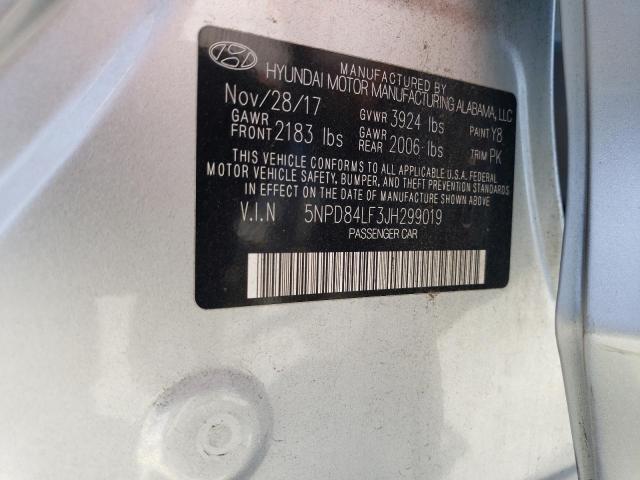 MANUFACTURED BY
HYUNDAI MOTOR MANUFACTURING ALABAMA, LLC
Nov/28/17 GVWR 3924 lbs PAINT Y8
GAWR FRONT 2183 lbs GAWR REAR 2006 lbs TRIM PK
THIS VEHICLE CONFORMS TO ALL APPLICABLE U.S.A. FEDERAL
MOTOR VEHICLE SAFETY, BUMPER, AND THEFT PREVENTION
STANDARDS IN EFFECT ON THE DATE OF MANUFACTURE SHOWN ABOVE
V.I.N 5NPD84LF3JH299019
PASSENGER CAR